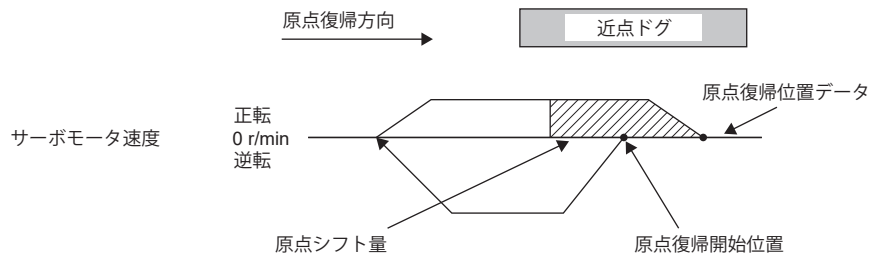 原点復帰方向
近点ドグ
原点復帰位置データ
正転
サーボモータ速度
0 r/min
逆転
原点シフト量
原点復帰開始位置